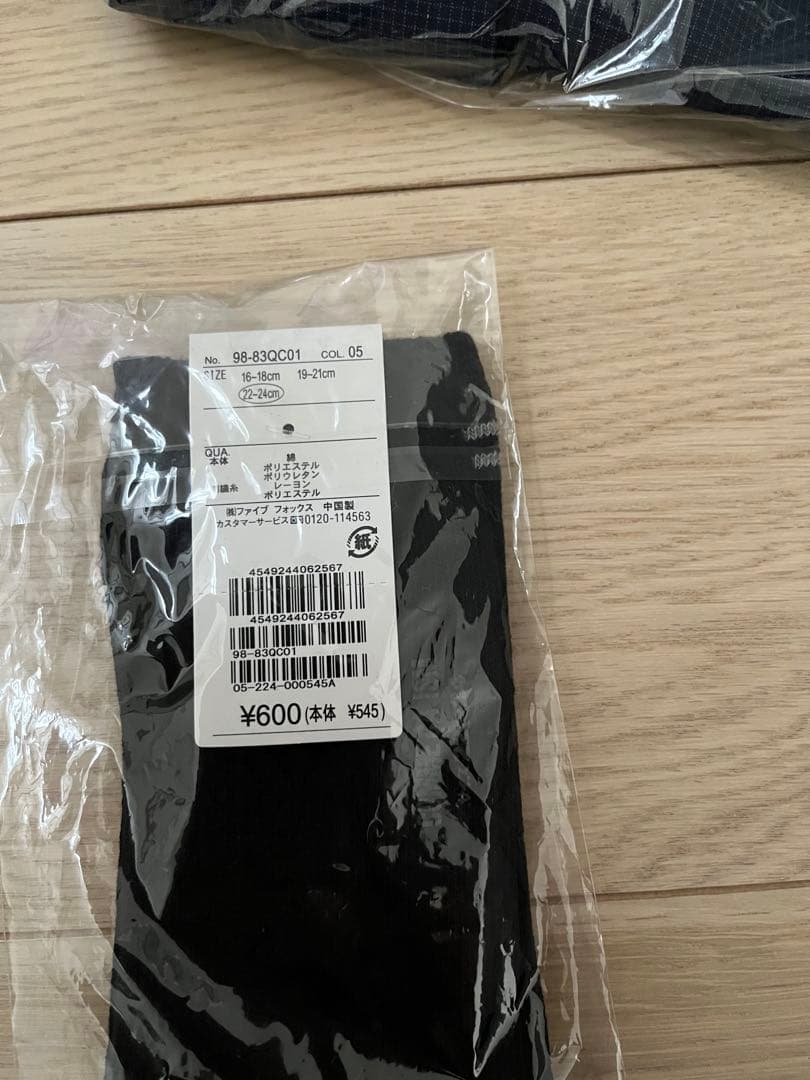 No. 98-83QC01 COL. 05
SIZE 16~18cm 19~21cm
22~24cm
QUA.
本体 綿
ポリエステル
ポリウレタン
繍糸 レーヨン
ポリエステル
㈱ファイブ フォックス 中国製
カスタマーサービス 0120-114563
紙
4549244062567
4549244062567
98-83QC01
05-224-000545A
¥600(本体 ¥545)